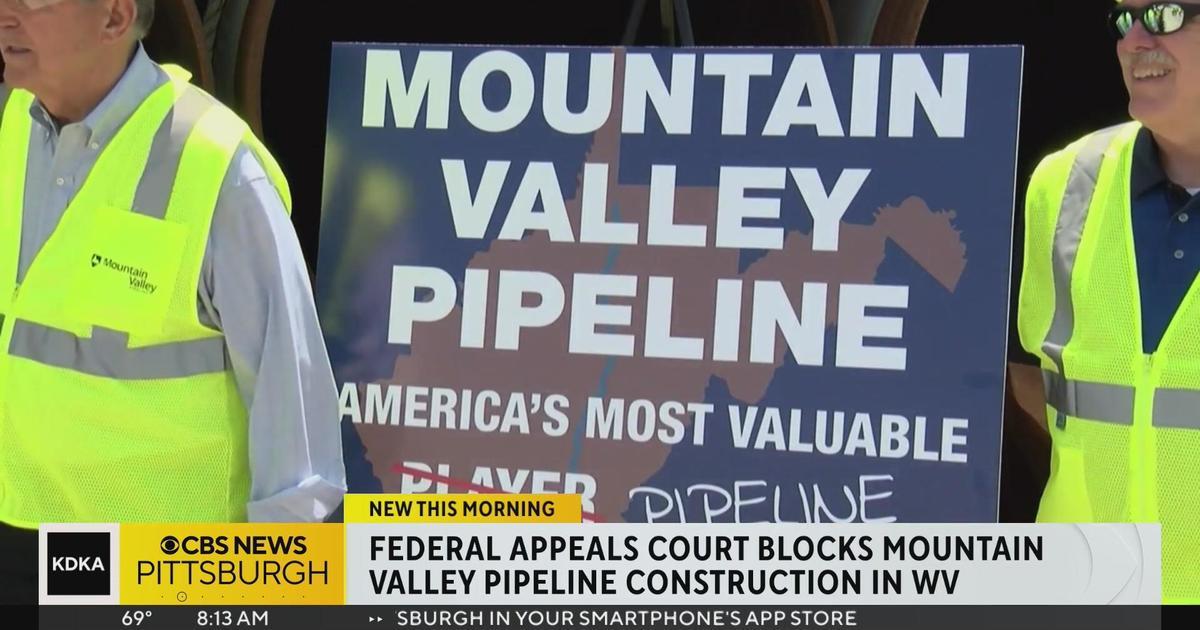 MOUNTAIN
VALLEY
PIPELINE
AMERICA'S MOST VALUABLE
PLAYER PIPELINE
Mountain
Valley
NEW THIS MORNING
KDKA
CBS NEWS
PITTSBURGH
FEDERAL APPEALS COURT BLOCKS MOUNTAIN
VALLEY PIPELINE CONSTRUCTION IN WV
69° 8:13 AM 'SBURGH IN YOUR SMARTPHONE'S APP STORE